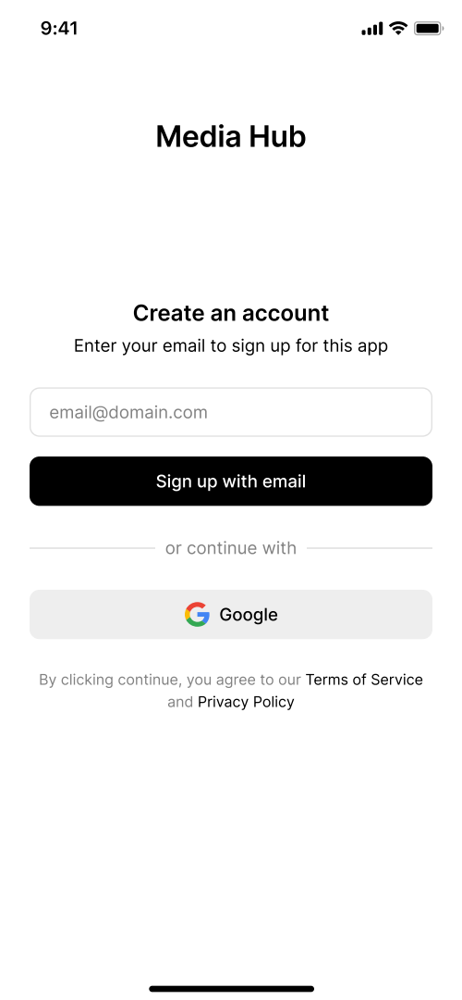 9:41
Media Hub
Create an account
Enter your email to sign up for this app
email@domain.com
Sign up with email
or continue with
Google
By clicking continue, you agree to our Terms of Service
and Privacy Policy